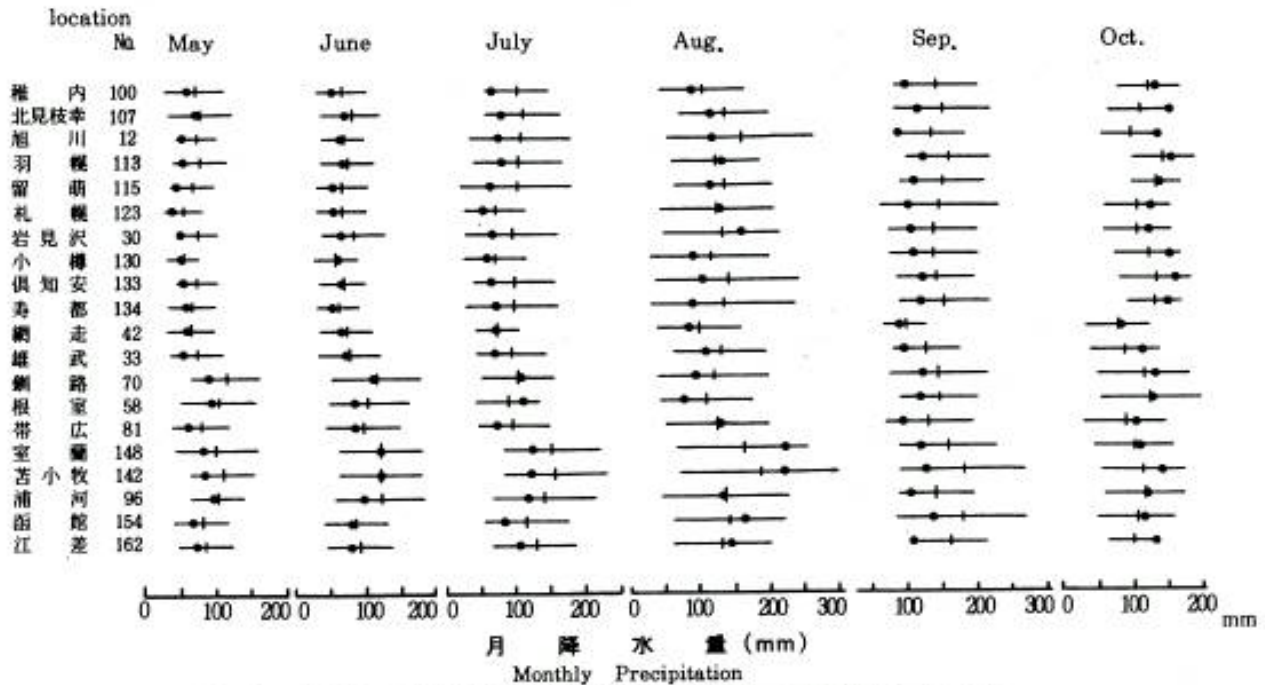 location
No. May June July Aug. Sep. Oct.
稚内 100
北見枝幸 107
旭川 12
羽幌 113
留萌 115
札幌 123
岩見沢 30
小樽 130
倶知安 133
寿都 134
網走 42
雄武 33
釧路 70
根室 58
帯広 81
室蘭 148
苫小牧 142
浦河 96
函館 154
江差 162
0 100 200 0 100 200 0 100 200 0 100 200 300 100 200 300 0 100 200 mm
月降水量 (mm)
Monthly Precipitation